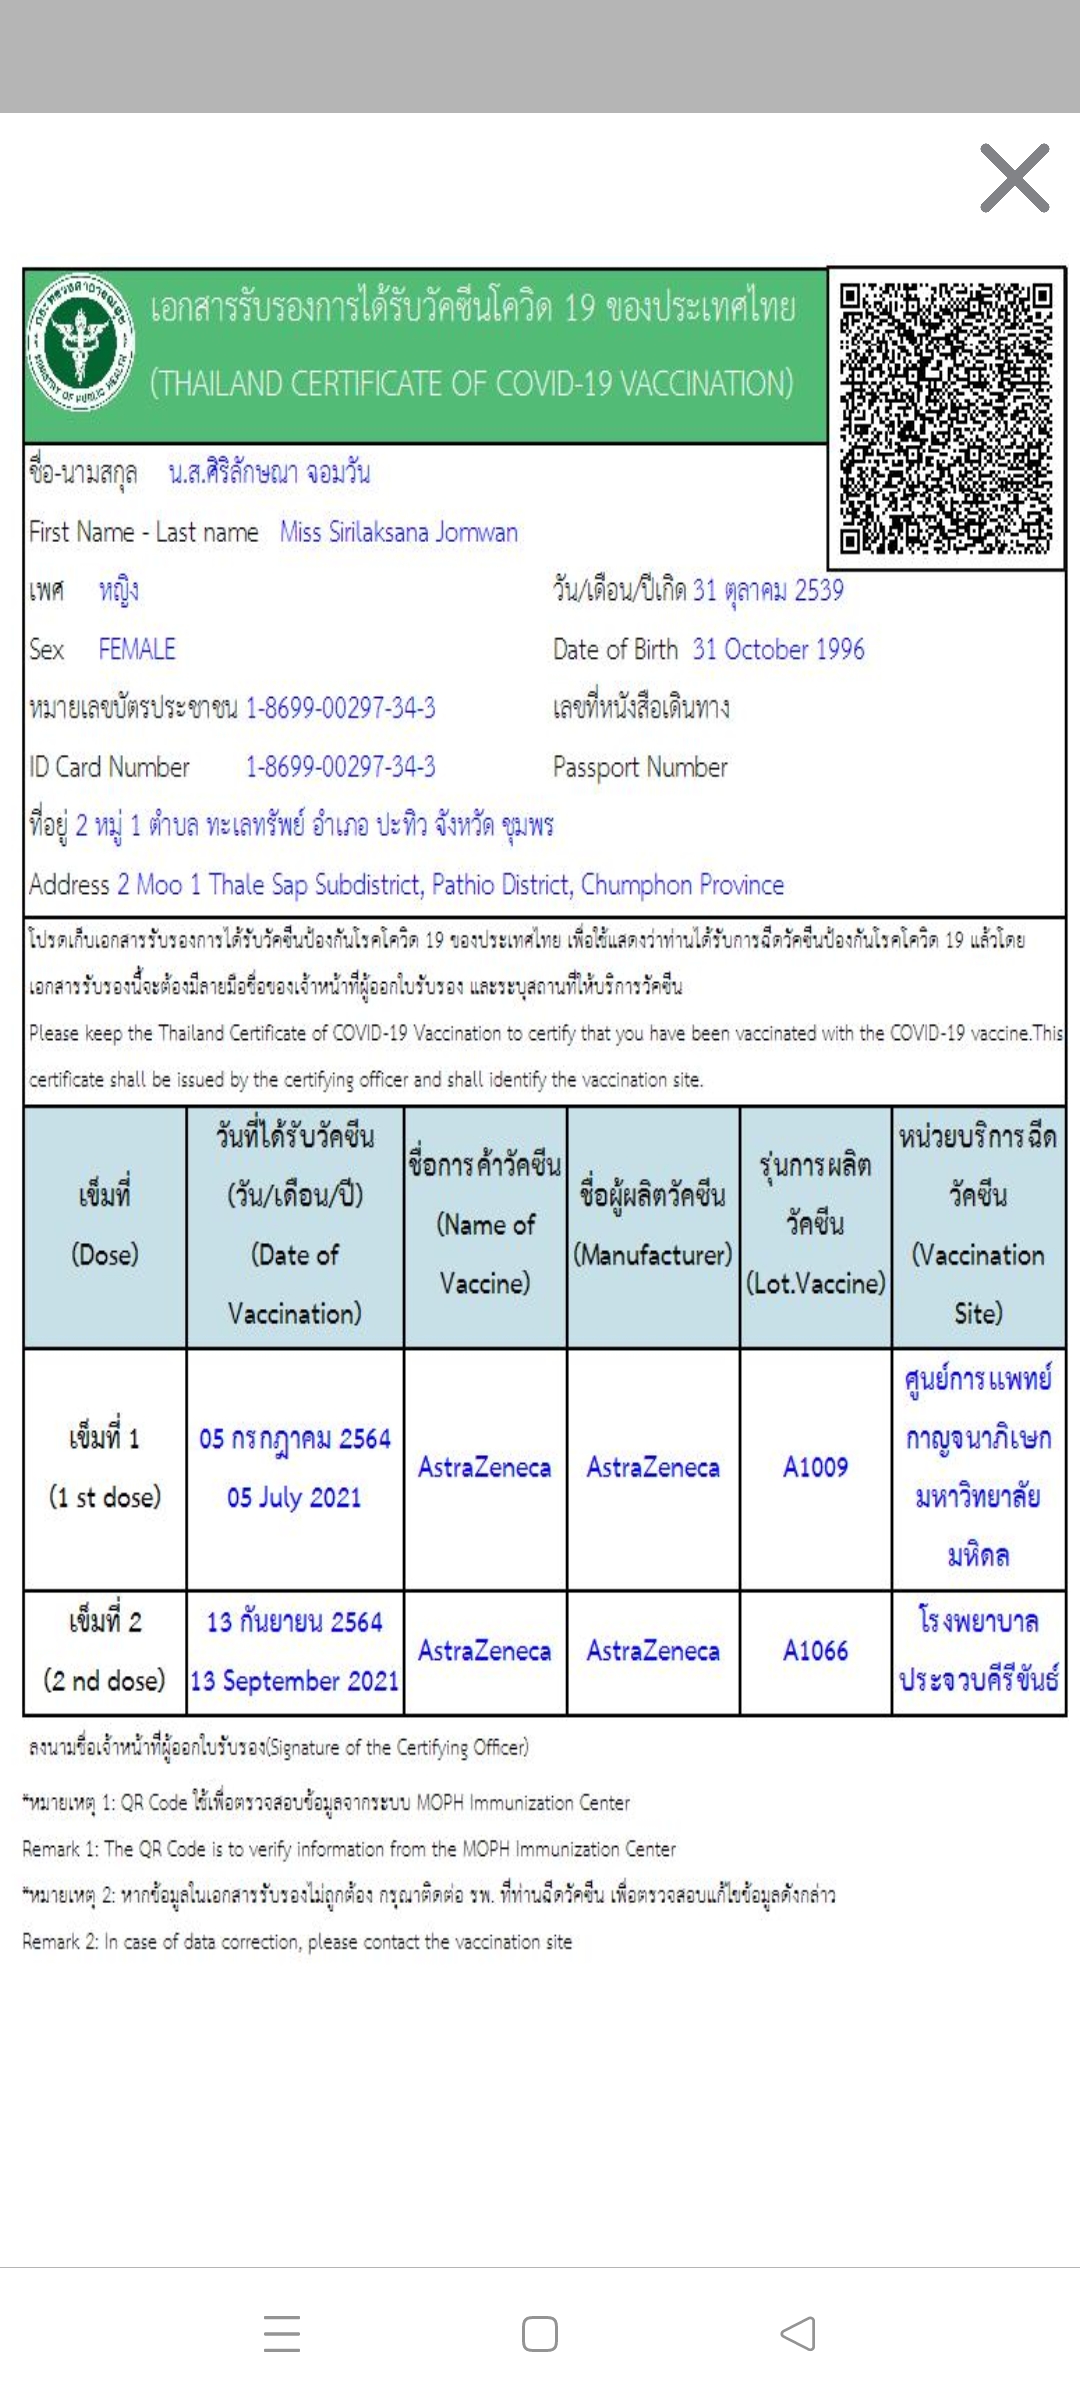 เอกสารรับรองการได้รับวัคซีนโควิด 19 ของประเทศไทย
(THAILAND CERTIFICATE OF COVID-19 VACCINATION)
กระทรวงสาธารณสุข
MINISTRY OF PUBLIC HEALTH
ชื่อ-นามสกุล น.ส.ศิริลักษณา จอมวัน
First Name - Last name Miss Sirilaksana Jomwan
เพศ หญิง วัน/เดือน/ปีเกิด 31 ตุลาคม 2539
Sex FEMALE Date of Birth 31 October 1996
หมายเลขบัตรประชาชน 1-8699-00297-34-3 เลขที่หนังสือเดินทาง
ID Card Number 1-8699-00297-34-3 Passport Number
ที่อยู่ 2 หมู่ 1 ตำบล ทะเลทรัพย์ อำเภอ ปะทิว จังหวัด ชุมพร
Address 2 Moo 1 Thale Sap Subdistrict, Pathio District, Chumphon Province
โปรดเก็บเอกสารรับรองการได้รับวัคซีนป้องกันโรคโควิด 19 ของประเทศไทย เพื่อใช้แสดงว่าท่านได้รับการฉีดวัคซีนป้องกันโรคโควิด 19 แล้วโดย
เอกสารรับรองนี้จะต้องมีลายมือชื่อของเจ้าหน้าที่ผู้ออกใบรับรอง และระบุสถานที่ให้บริการวัคซีน
Please keep the Thailand Certificate of COVID-19 Vaccination to certify that you have been vaccinated with the COVID-19 vaccine.This
certificate shall be issued by the certifying officer and shall identify the vaccination site.
เข็มที่
(Dose)
วันที่ได้รับวัคซีน
(วัน/เดือน/ปี)
(Date of
Vaccination)
ชื่อการค้าวัคซีน
(Name of
Vaccine)
ชื่อผู้ผลิตวัคซีน
(Manufacturer)
รุ่นการผลิต
วัคซีน
(Lot.Vaccine)
หน่วยบริการฉีด
วัคซีน
(Vaccination
Site)
เข็มที่ 1
(1 st dose)
05 กรกฎาคม 2564
05 July 2021
AstraZeneca
AstraZeneca
A1009
ศูนย์การแพทย์
กาญจนาภิเษก
มหาวิทยาลัย
มหิดล
เข็มที่ 2
(2 nd dose)
13 กันยายน 2564
13 September 2021
AstraZeneca
AstraZeneca
A1066
โรงพยาบาล
ประจวบคีรีขันธ์
ลงนามชื่อเจ้าหน้าที่ผู้ออกใบรับรอง(Signature of the Certifying Officer)
*หมายเหตุ 1: QR Code ใช้เพื่อตรวจสอบข้อมูลจากระบบ MOPH Immunization Center
Remark 1: The QR Code is to verify information from the MOPH Immunization Center
*หมายเหตุ 2: หากข้อมูลในเอกสารรับรองไม่ถูกต้อง กรุณาติดต่อ รพ. ที่ท่านฉีดวัคซีน เพื่อตรวจสอบแก้ไขข้อมูลดังกล่าว
Remark 2: In case of data correction, please contact the vaccination site